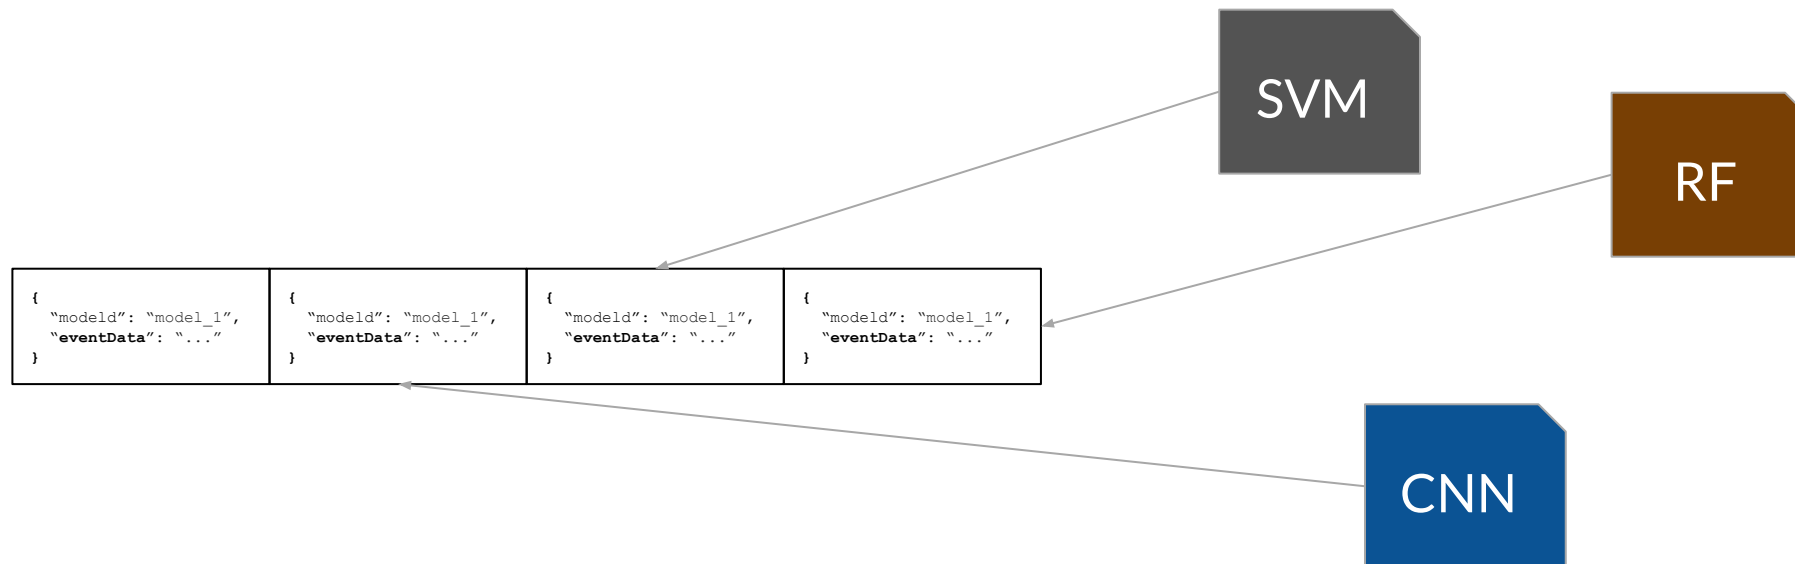 SVM
RF
{
“modeld”: “model_1”,
“eventData”: “...”
}
{
“modeld”: “model_1”,
“eventData”: “...”
}
{
“modeld”: “model_1”,
“eventData”: “...”
}
{
“modeld”: “model_1”,
“eventData”: “...”
}
CNN